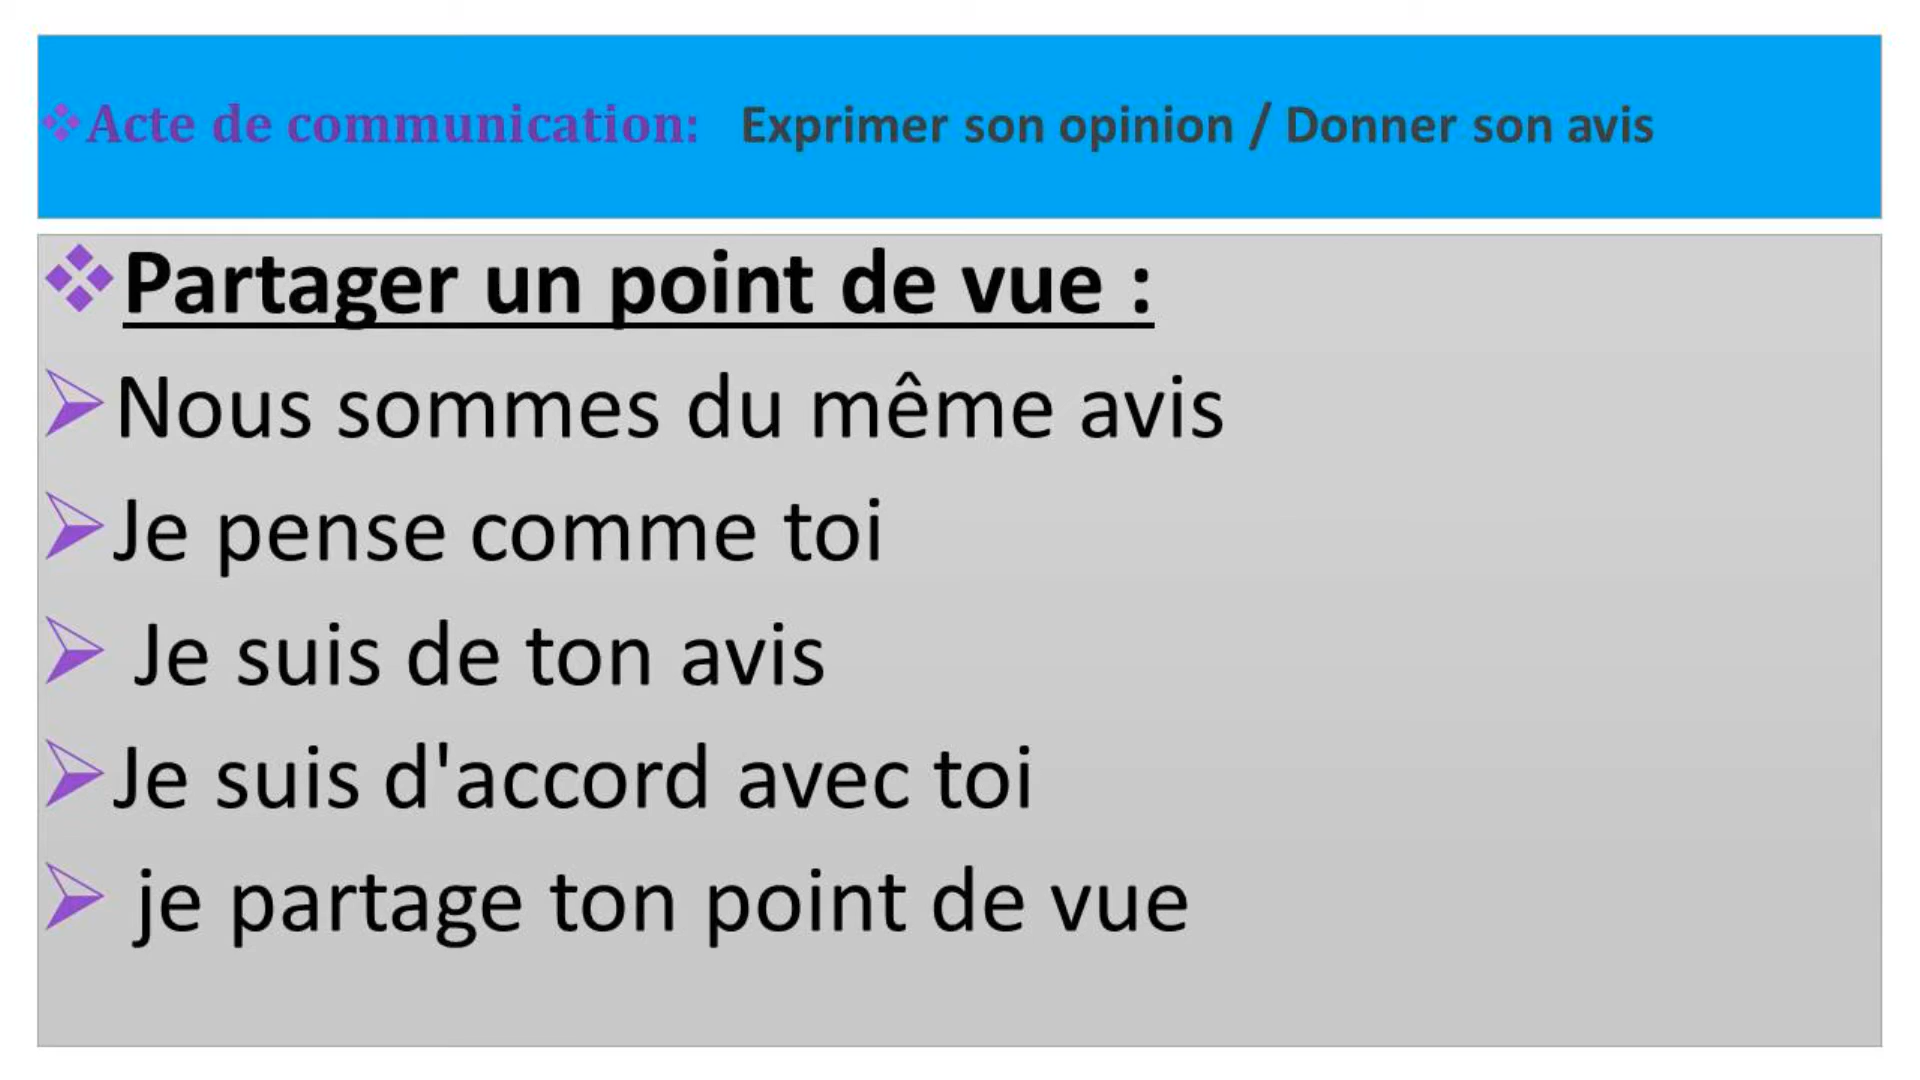 Acte de communication: Exprimer son opinion / Donner son avis
Partager un point de vue :
Nous sommes du même avis
Je pense comme toi
Je suis de ton avis
Je suis d'accord avec toi
je partage ton point de vue